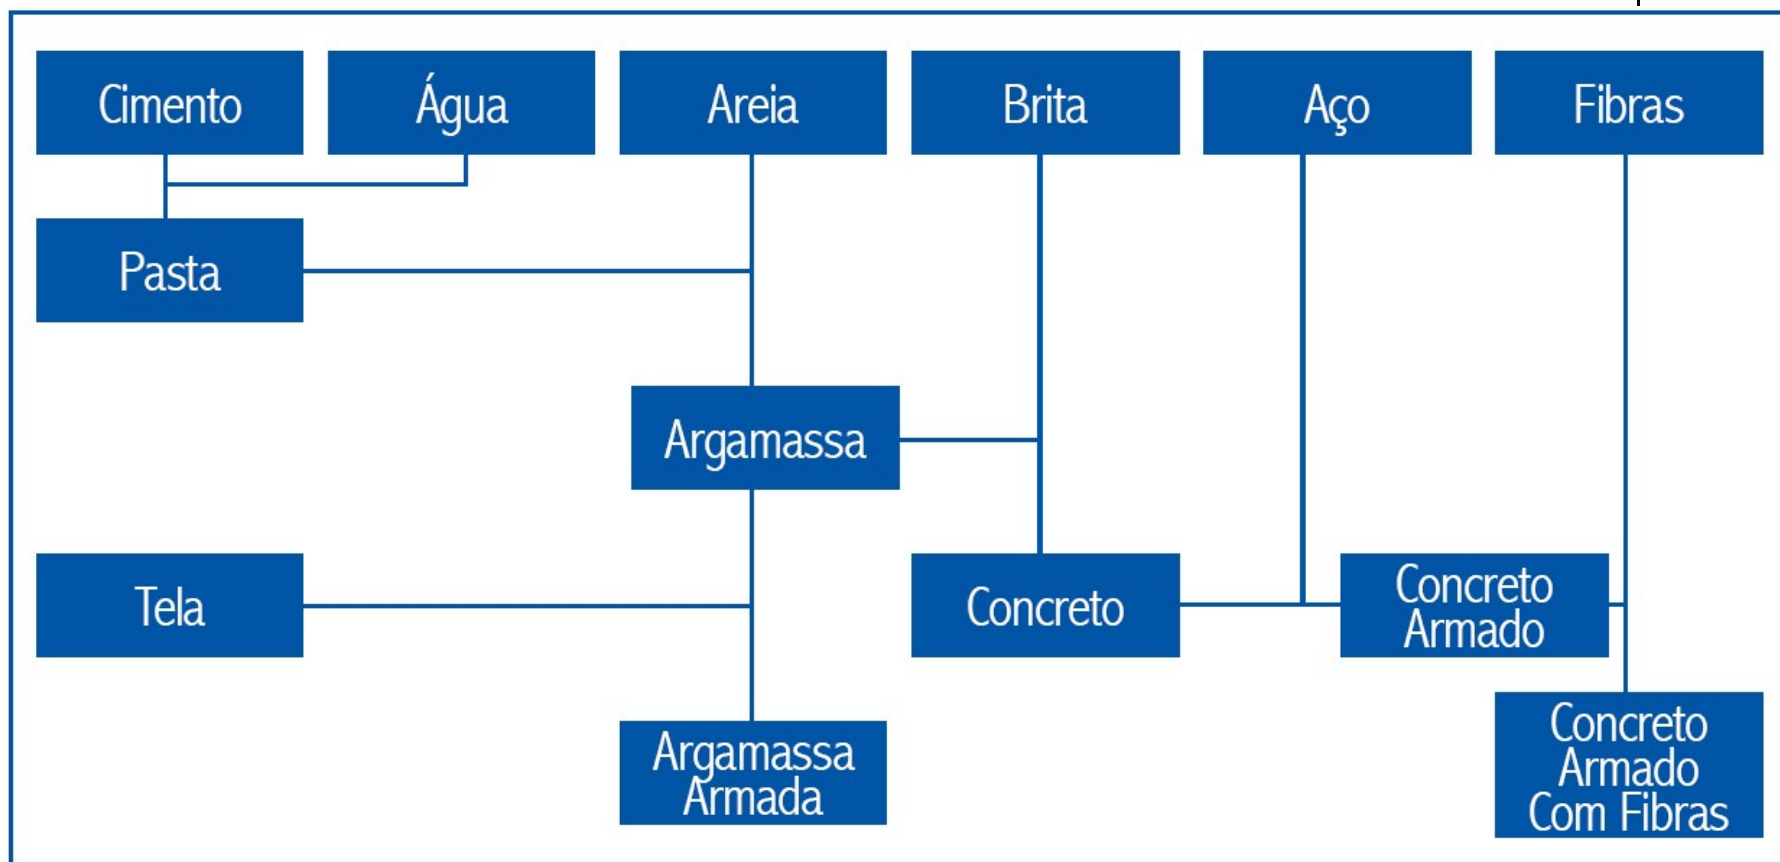 Cimento
Água
Areia
Brita
Aço
Fibras
Pasta
Argamassa
Tela
Concreto
Concreto
Armado
Argamassa
Armada
Concreto
Armado
Com Fibras